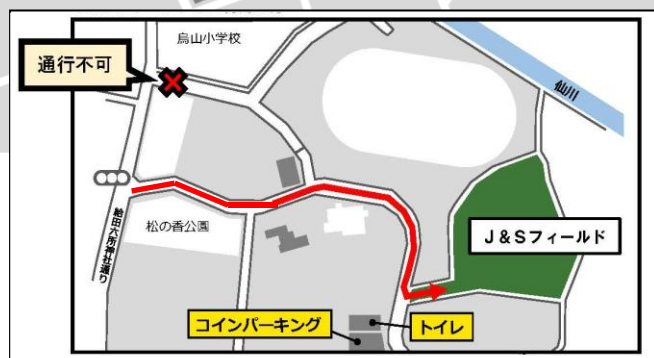 烏山小学校
通行不可
仙川
給田六所神社通り
松の香公園
J&Sフィールド
コインパーキング
トイレ